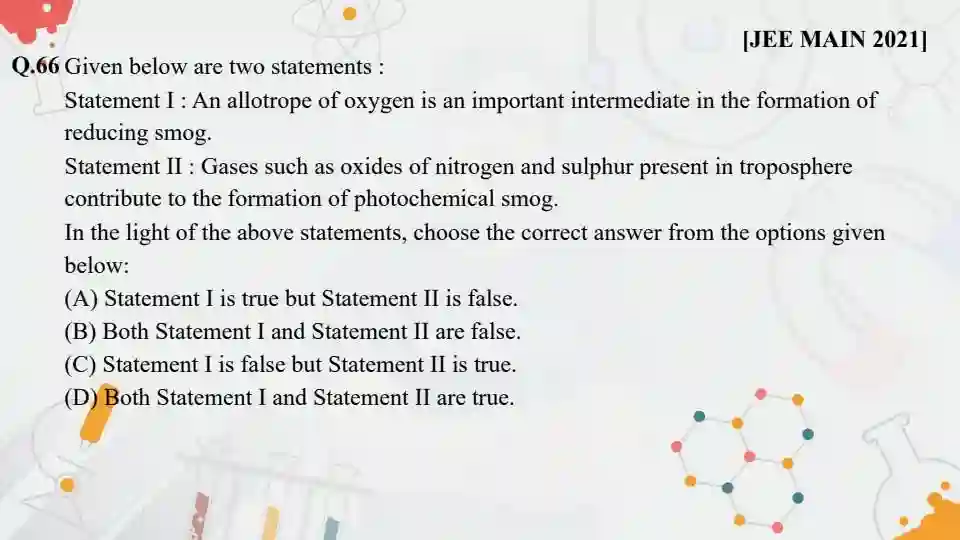 [JEE MAIN 2021]
Q.66 Given below are two statements :
Statement I : An allotrope of oxygen is an important intermediate in the formation of
reducing smog.
Statement II : Gases such as oxides of nitrogen and sulphur present in troposphere
contribute to the formation of photochemical smog.
In the light of the above statements, choose the correct answer from the options given
below:
(A) Statement I is true but Statement II is false.
(B) Both Statement I and Statement II are false.
(C) Statement I is false but Statement II is true.
(D) Both Statement I and Statement II are true.